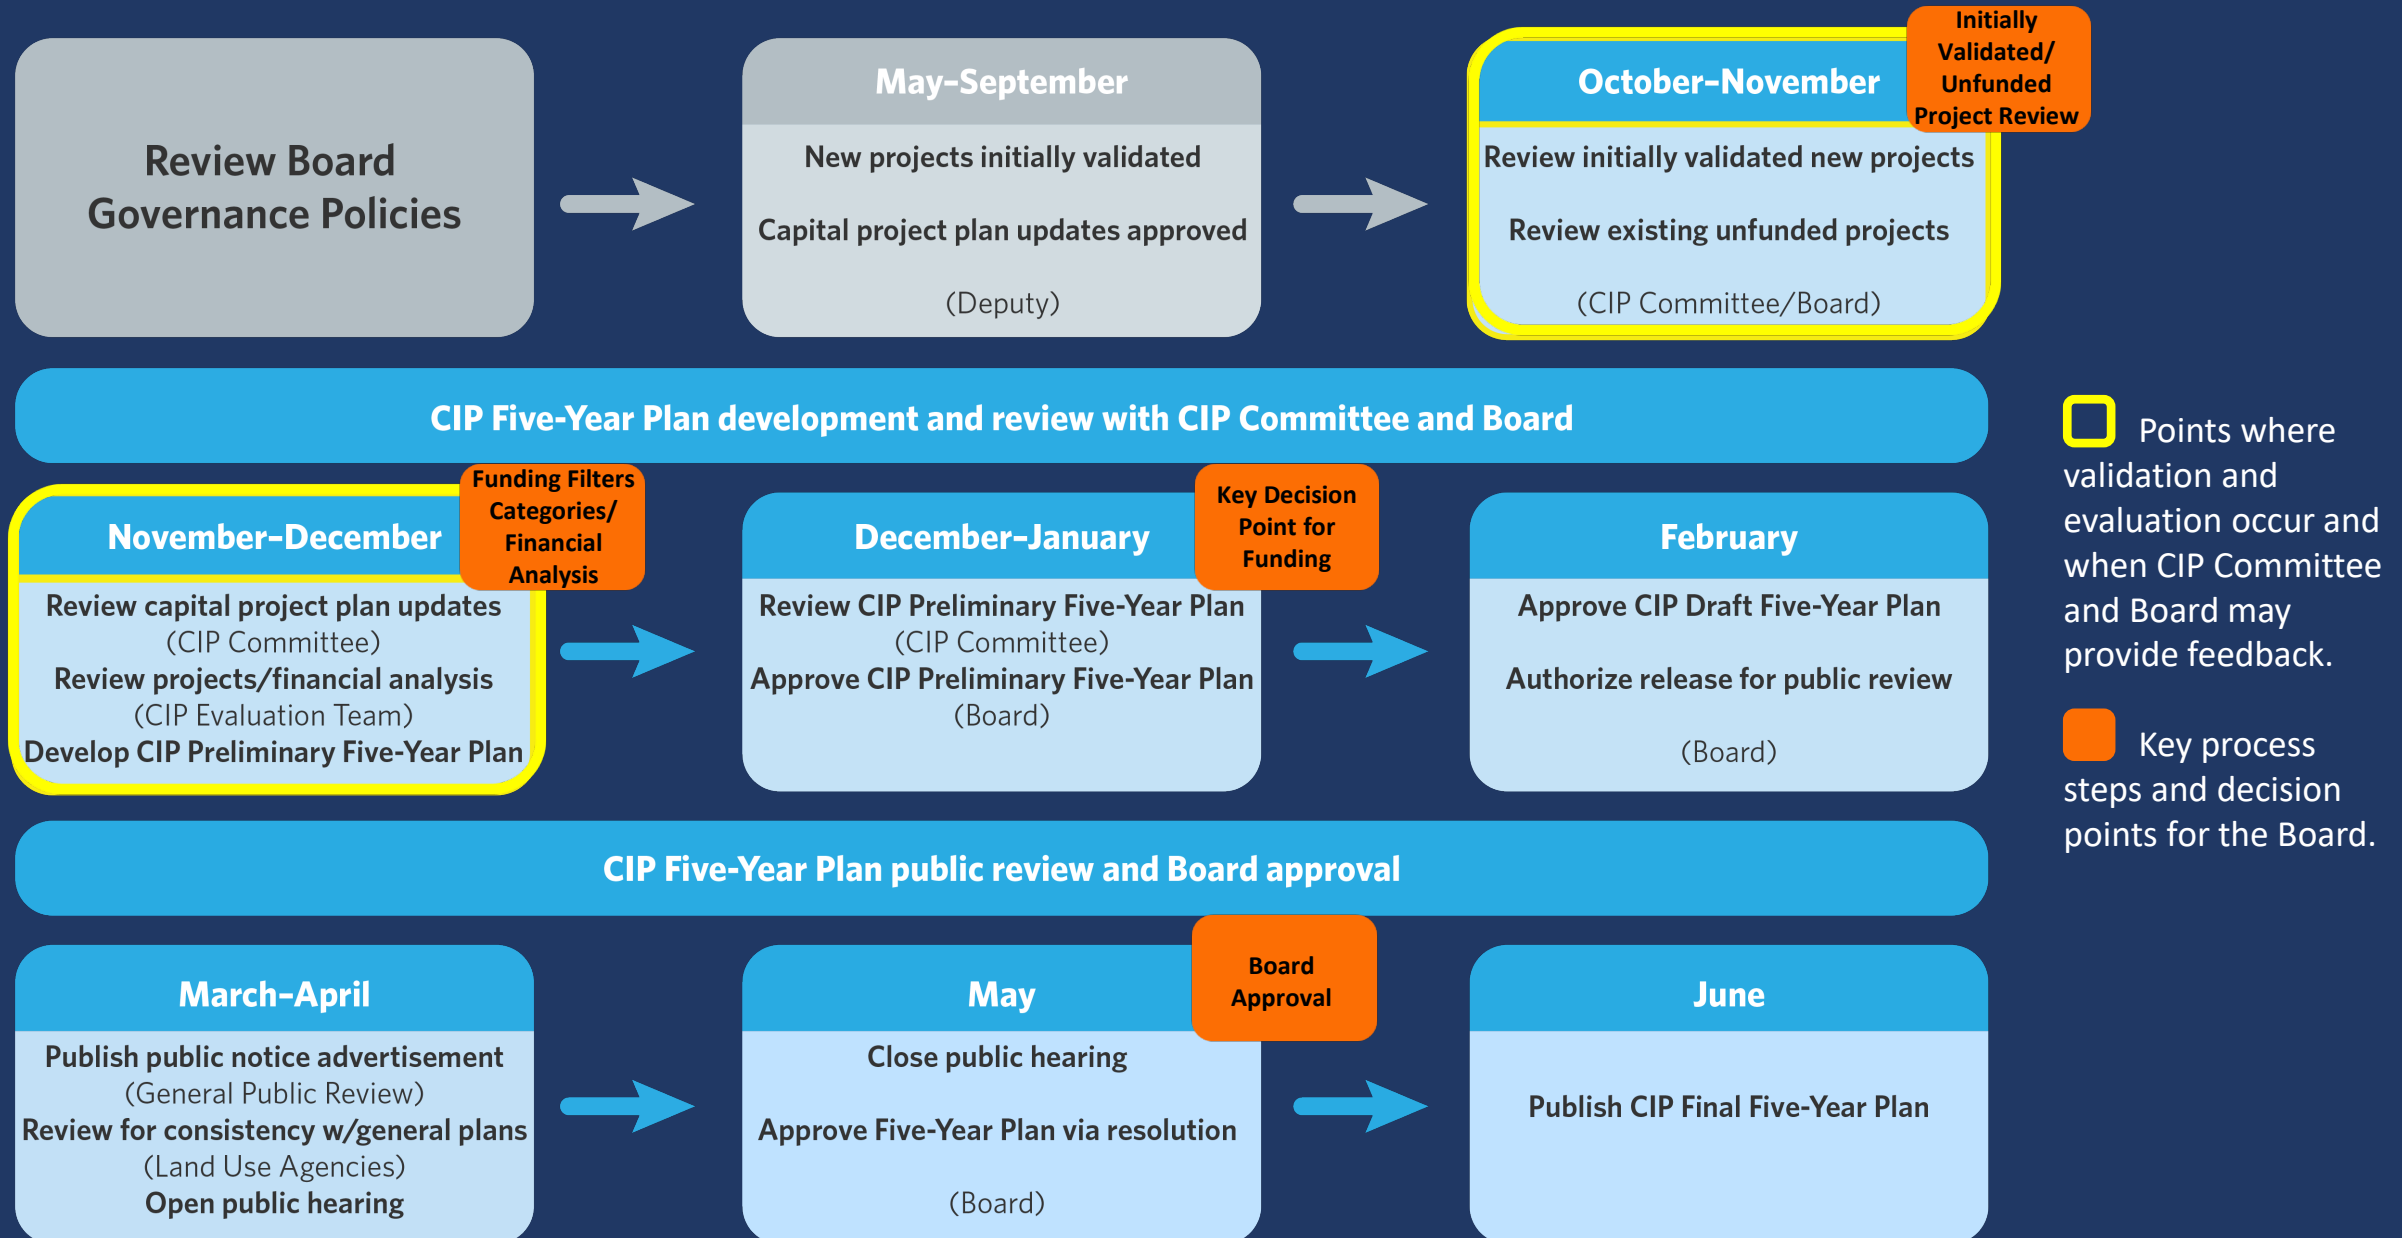 Review Board
Governance Policies
May–September
New projects initially validated
Capital project plan updates approved
(Deputy)
October–November
Initially
Validated/
Unfunded
Project Review
Review initially validated new projects
Review existing unfunded projects
(CIP Committee/Board)
CIP Five-Year Plan development and review with CIP Committee and Board
November–December
Funding Filters
Categories/
Financial
Analysis
Review capital project plan updates
(CIP Committee)
Review projects/financial analysis
(CIP Evaluation Team)
Develop CIP Preliminary Five-Year Plan
December–January
Key Decision
Point for
Funding
Review CIP Preliminary Five-Year Plan
(CIP Committee)
Approve CIP Preliminary Five-Year Plan
(Board)
February
Approve CIP Draft Five-Year Plan
Authorize release for public review
(Board)
Points where
validation and
evaluation occur and
when CIP Committee
and Board may
provide feedback.
Key process
steps and decision
points for the Board.
CIP Five-Year Plan public review and Board approval
March–April
Publish public notice advertisement
(General Public Review)
Review for consistency w/general plans
(Land Use Agencies)
Open public hearing
May
Board
Approval
Close public hearing
Approve Five-Year Plan via resolution
(Board)
June
Publish CIP Final Five-Year Plan